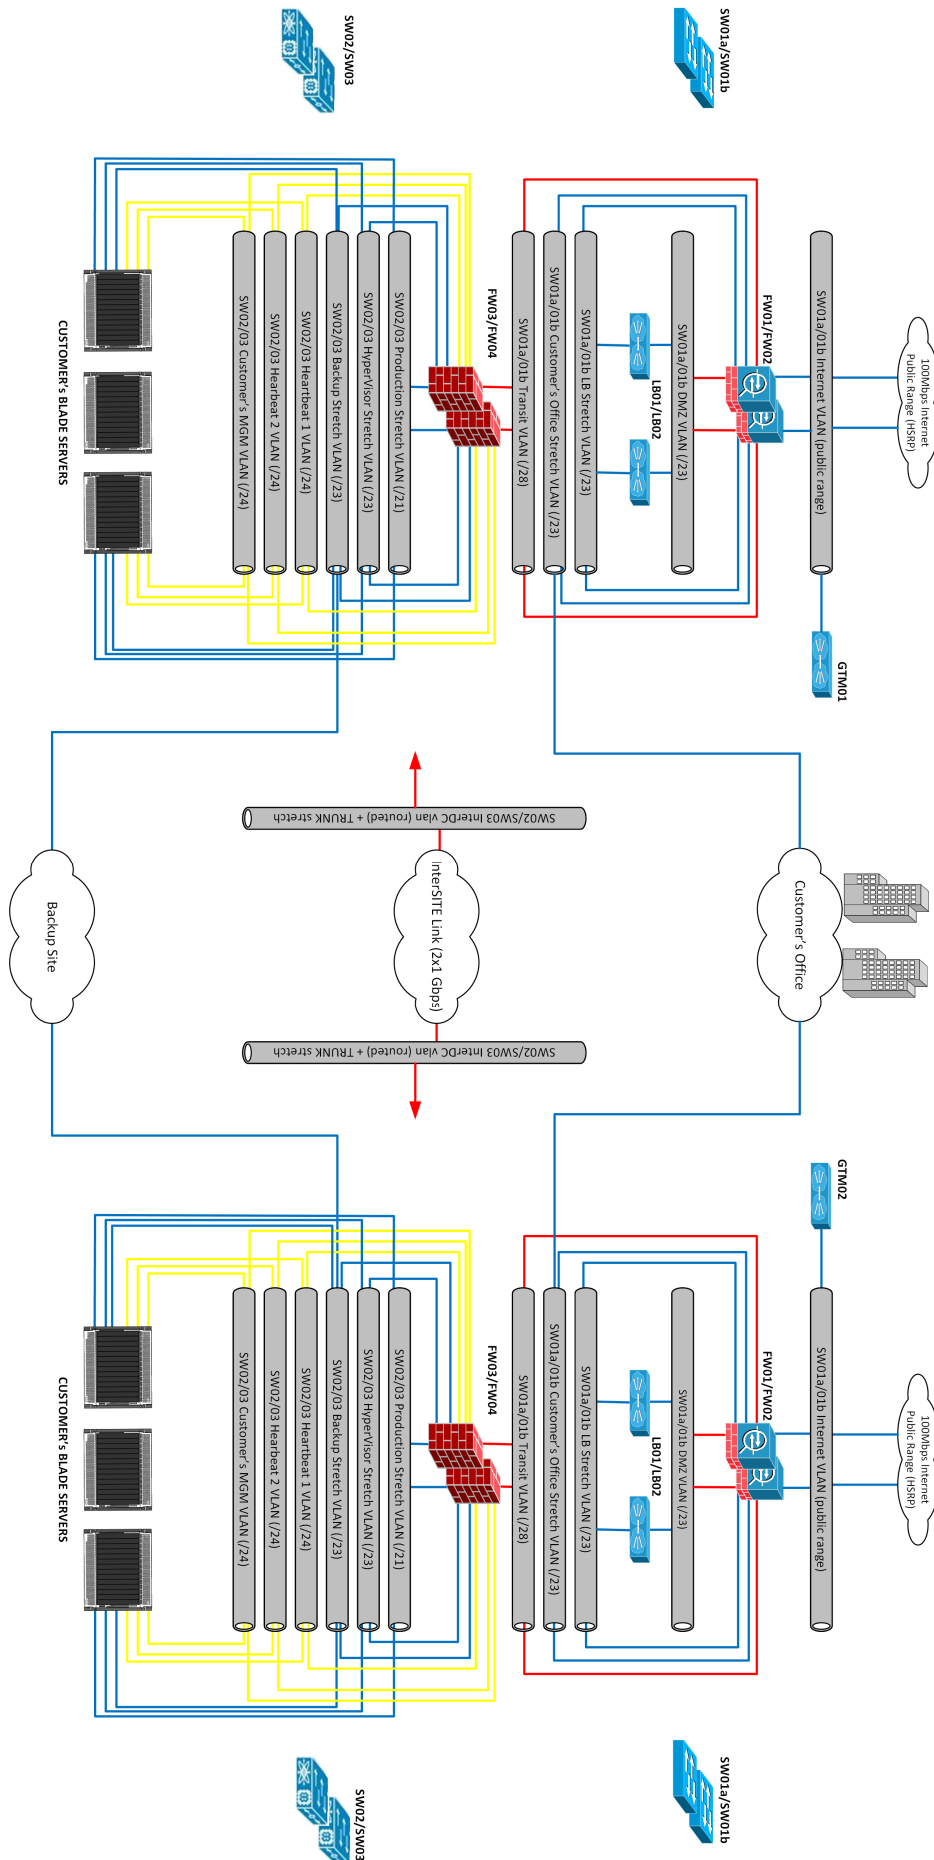 SW01a/SW01b
SW02/SW03
100Mbps Internet
Public Range (HSRP)
SW01a/01b Internet VLAN (public range)
GTM01
FW01/FW02
SW01a/01b DMZ VLAN (/23)
LB01/LB02
SW01a/01b LB Stretch VLAN (/23)
SW01a/01b Customer's Office Stretch VLAN (/23)
SW01a/01b Transit VLAN (/28)
FW03/FW04
SW02/03 Production Stretch VLAN (/21)
SW02/03 HyperVisor Stretch VLAN (/23)
SW02/03 Backup Stretch VLAN (/23)
SW02/03 Heartbeat 1 VLAN (/24)
SW02/03 Hearbeat 2 VLAN (/24)
SW02/03 Customer's MGM VLAN (/24)
CUSTOMER's BLADE SERVERS
Customer's Office
SW02/SW03 InterDC vlan (routed) + TRUNK stretch
InterSITE Link (2x1 Gbps)
SW02/SW03 InterDC vlan (routed) + TRUNK stretch
Backup Site
100Mbps Internet
Public Range (HSRP)
GTM02
SW01a/01b Internet VLAN (public range)
FW01/FW02
SW01a/01b DMZ VLAN (/23)
LB01/LB02
SW01a/01b LB Stretch VLAN (/23)
SW01a/01b Customer's Office Stretch VLAN (/23)
SW01a/01b Transit VLAN (/28)
FW03/FW04
SW02/03 Production Stretch VLAN (/21)
SW02/03 HyperVisor Stretch VLAN (/23)
SW02/03 Backup Stretch VLAN (/23)
SW02/03 Heartbeat 1 VLAN (/24)
SW02/03 Hearbeat 2 VLAN (/24)
SW02/03 Customer's MGM VLAN (/24)
CUSTOMER's BLADE SERVERS
SW01a/SW01b
SW02/SW03